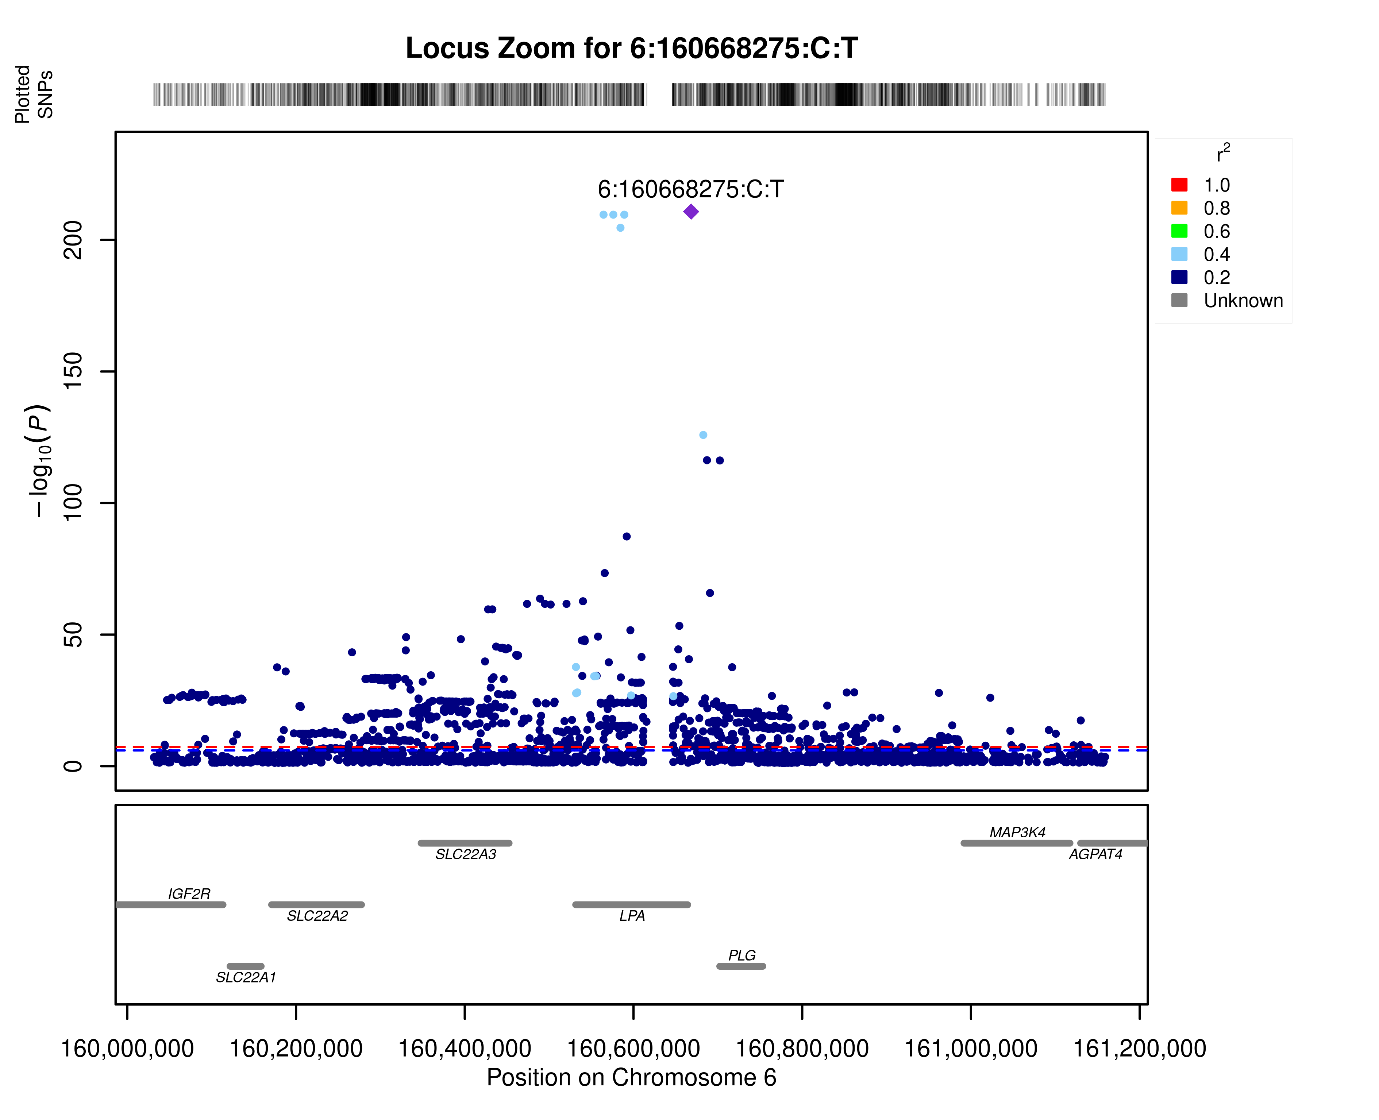 Locus Zoom for 6:160668275:C:T
Plotted
SNPs
6:160668275:C:T
r2
1.0
0.8
0.6
0.4
0.2
Unknown
−log10(P)
200
150
100
50
0
MAP3K4
SLC22A3
AGPAT4
IGF2R
SLC22A2
LPA
PLG
SLC22A1
160,000,000
160,200,000
160,400,000
160,600,000
160,800,000
161,000,000
161,200,000
Position on Chromosome 6